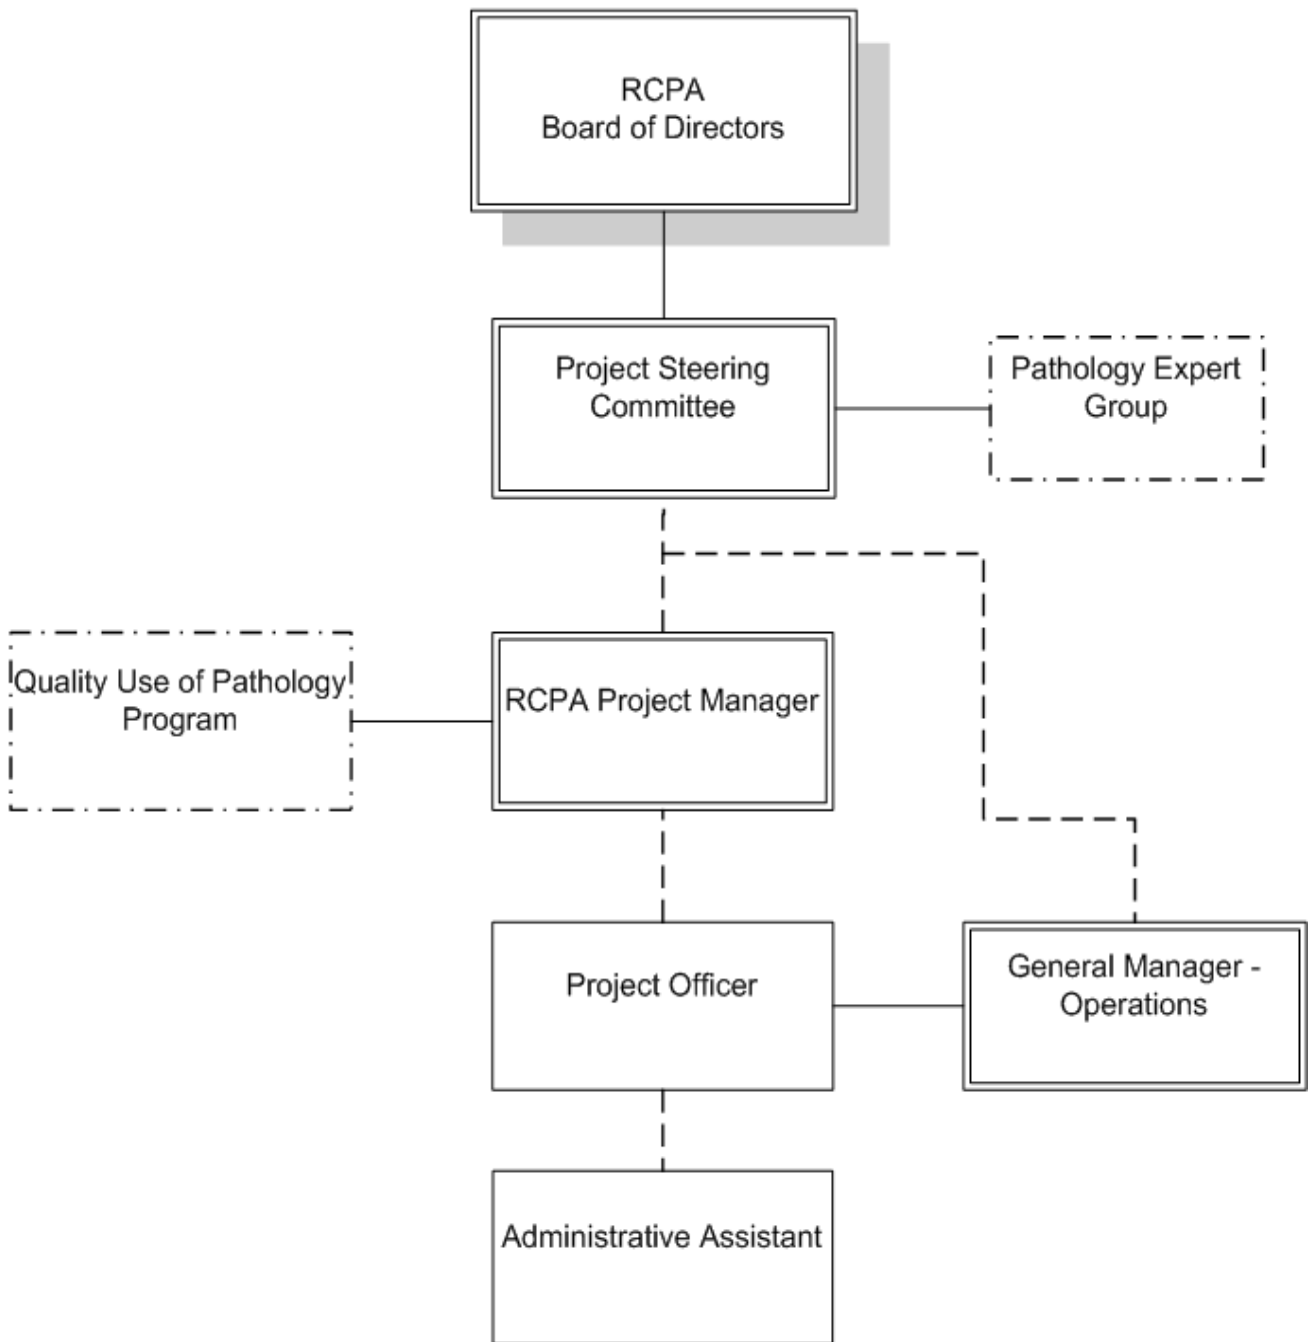 RCPA
Board of Directors
Project Steering
Committee
Pathology Expert
Group
Quality Use of Pathology
Program
RCPA Project Manager
Project Officer
General Manager -
Operations
Administrative Assistant